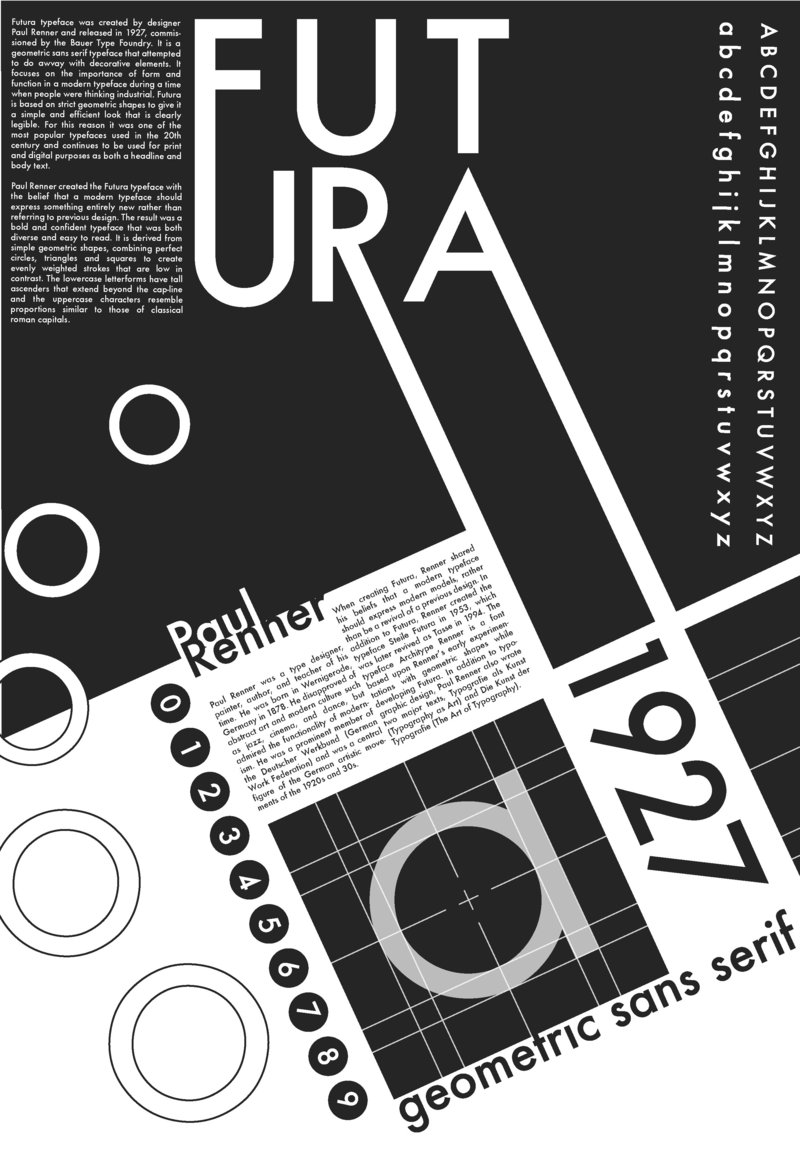 Futura typeface was created by designer
Paul Renner and released in 1927, commis-
sioned by the Bauer Type Foundry. It is a
geometric sans serif typeface that attempted
to do awvay with decorative elements. It
focuses on the importance of form and
function in a modern typeface during a time
when people were thinking industrial. Futura
is based on strict geometric shapes to give it
a simple and efficient look that is clearly
legible. For this reason it was one of the
most popular typefaces used in the 20th
century and continues to be used for print
and digital purposes as both a headline and
body text.
Paul Renner created the Futura typeface with
the belief that a modern typeface should
express something entirely new rather than
referring to previous design. The result was a
bold and confident typeface that was both
diverse and easy to read. It is derived from
simple geometric shapes, combining perfect
circles, triangles and squares to create
evenly weighted strokes that are low in
contrast. The lowercase letterforms have tall
ascenders that extend beyond the cap-line
and the uppercase characters resemble
proportions similar to those of classical
roman capitals.
FUT
URA
ABCDEFGHIJKLMNOPQRSTUVWXYZ
abcdefghijklmnopqrstuvwxyz
Paul
Renner
Paul Renner was a type designer,
painter, author, and teacher of his
time. He was born in Wernigerode,
Germany in 1878. He disapproved of
abstract art and modern culture such
as jazz, cinema, and dance, but
admired the functionality of modern-
ism. He was a prominent member of
the Deutscher Werkbund (German
Work Federation) and was a central
figure of the German artistic move-
ments of the 1920s and 30s.
When creating Futura, Renner shared
his beliefs that a modern typeface
should express modern models, rather
than be a revival of a previous design. In
addition to Futura, Renner created the
typeface Steile Futura in 1953, which
was later revived as Tasse in 1994. The
typeface Architype Renner is a font
based upon Renner's early experimen-
tations with geometric shapes while
developing Futura. In addition to typo-
graphic design, Paul Renner also wrote
two major texts, Typografie als Kunst
(Typography as Art) and Die Kunst der
Typografie (The Art of Typography).
0
1
2
3
4
5
6
7
8
9
1927
a
geometric sans serif